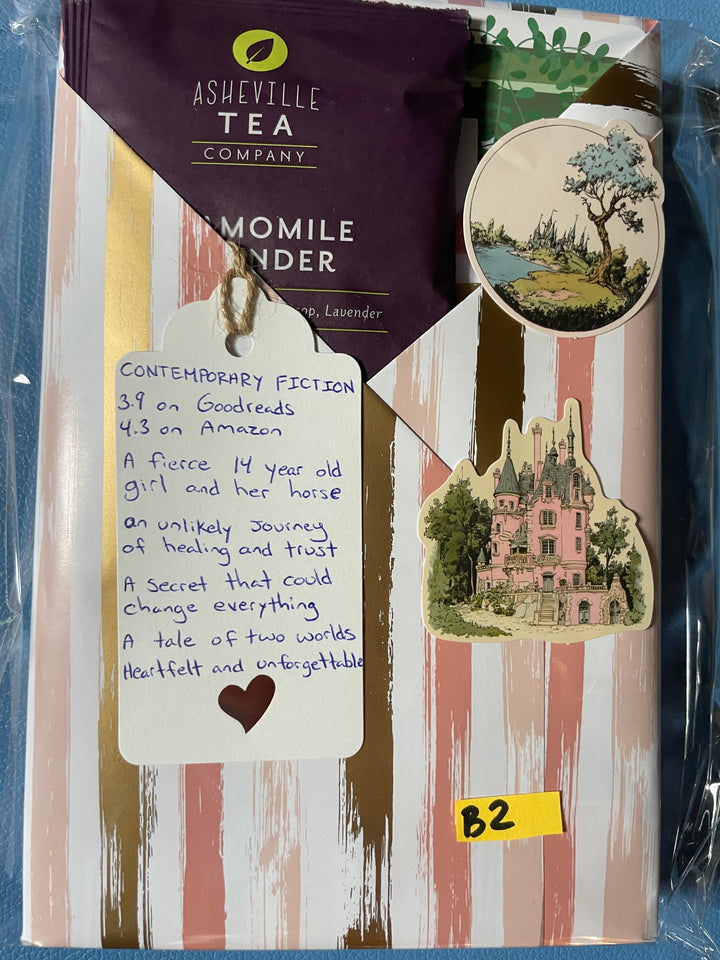 ASHEVILLE
TEA
COMPANY
AMOMILE
NDER
op, Lavender
CONTEMPORARY FICTION
3.9 on Goodreads
4.3 on Amazon
A fierce 14 year old
girl and her horse
an unlikely Journey
of healing and trust
A secret that could
change everything
A tale of two worlds
Heartfelt and unforgettable
B2